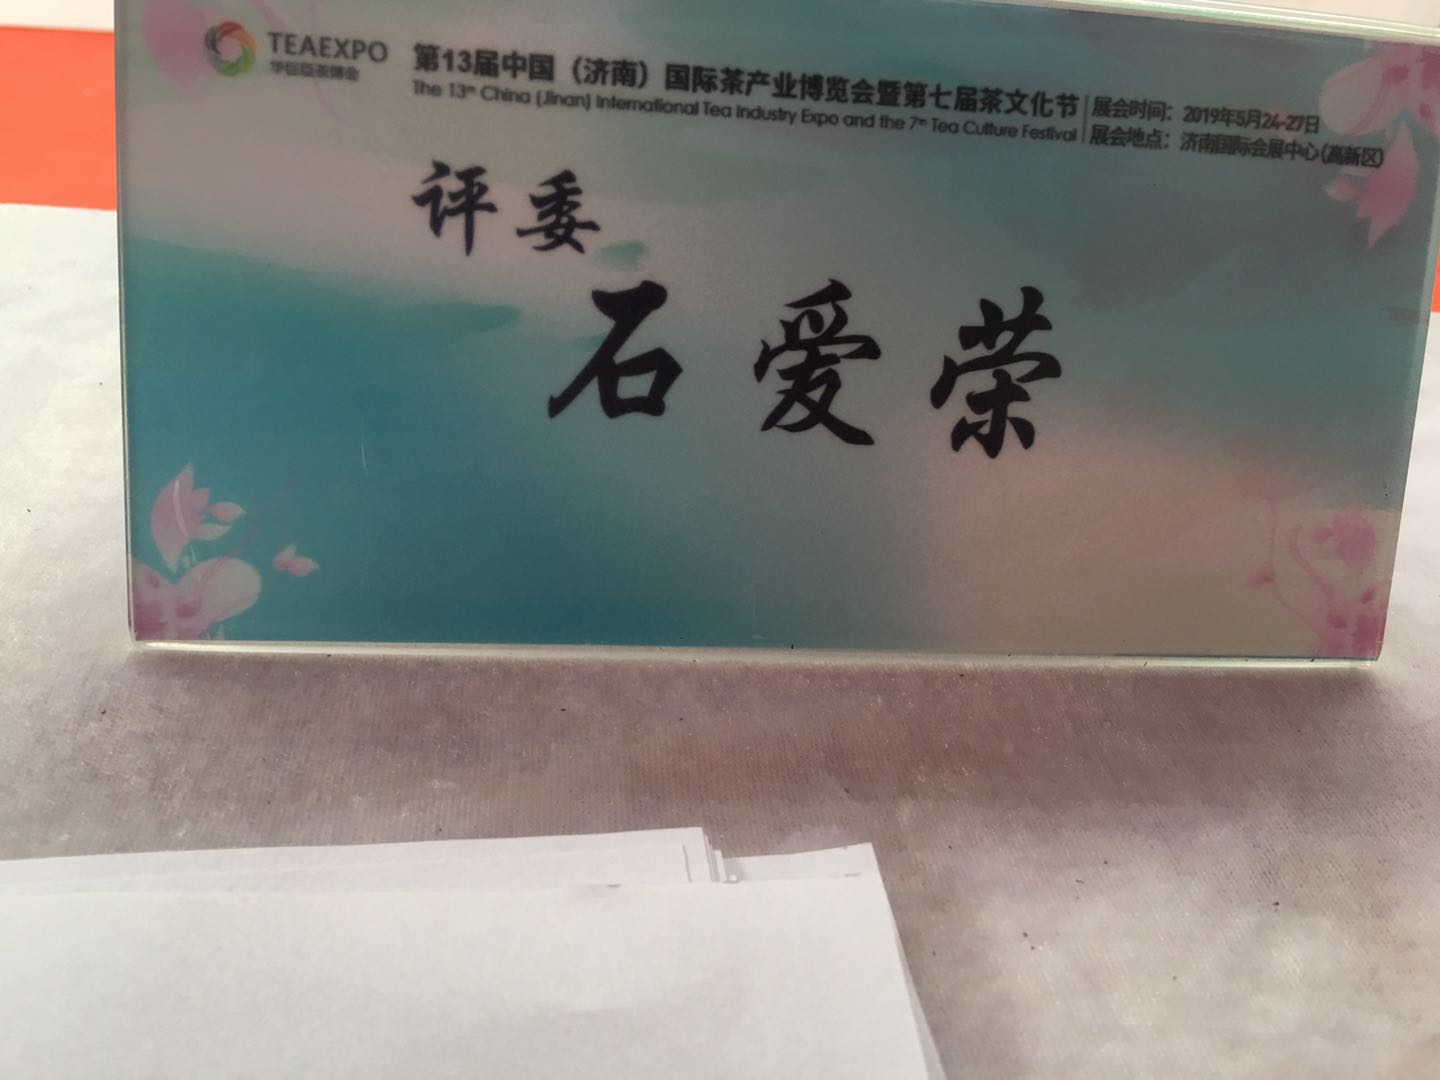 TEAEXPO
华巨臣茶博会
第13届中国（济南）国际茶产业博览会暨第七届茶文化节
The 13th China (Jinan) International Tea Industry Expo and the 7th Tea Culture Festival
展会时间：2019年5月24-27日
展会地点：济南国际会展中心(高新区)
评委
石爱荣